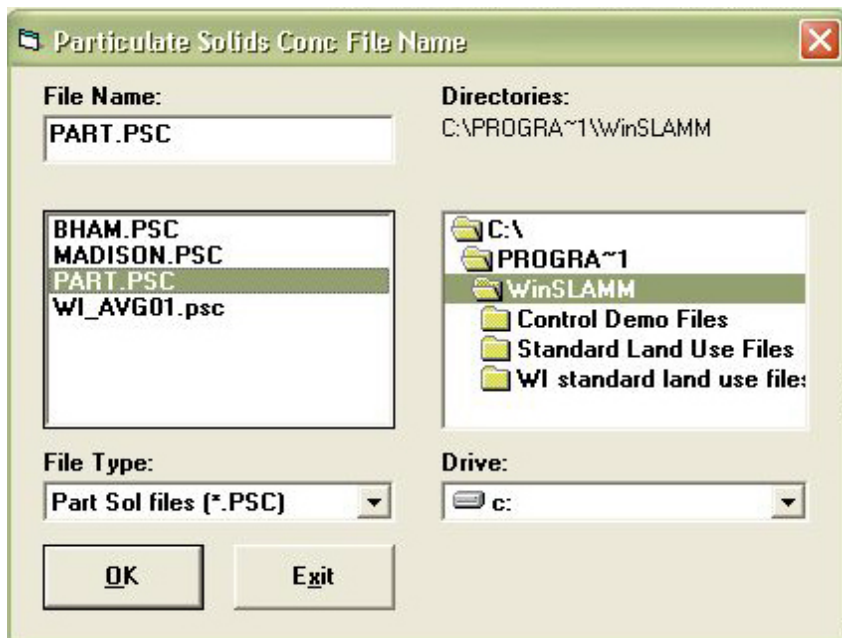 Particulate Solids Conc File Name
File Name:
PART.PSC
Directories:
C:\PROGRA~1\WinSLAMM
BHAM.PSC
MADISON.PSC
PART.PSC
WI_AVG01.psc
C:\
PROGRA~1
WinSLAMM
Control Demo Files
Standard Land Use Files
WI standard land use files
File Type:
Part Sol files (*.PSC)
Drive:
c:
OK
Exit